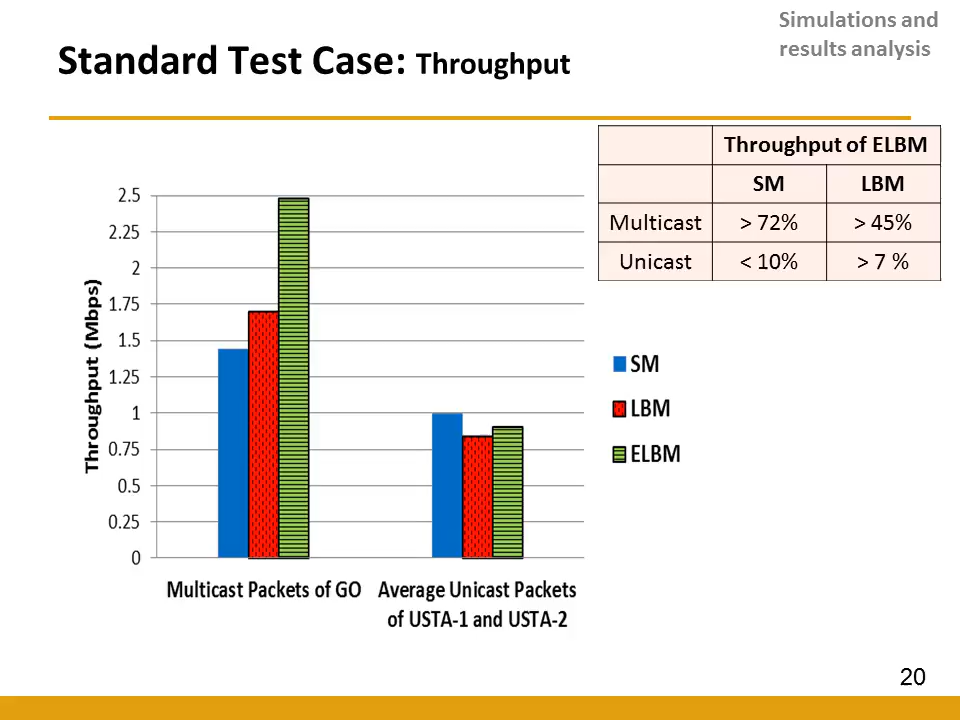 Simulations and
results analysis
Standard Test Case: Throughput
Throughput of ELBM
SM LBM
Multicast > 72% > 45%
Unicast < 10% > 7 %
Throughput (Mbps)
2.5
2.25
2
1.75
1.5
1.25
1
0.75
0.5
0.25
0
Multicast Packets of GO
Average Unicast Packets
of USTA-1 and USTA-2
SM
LBM
ELBM
20